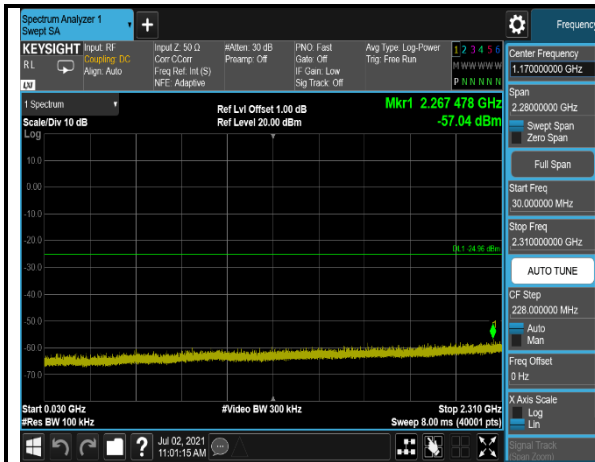 Spectrum Analyzer 1
Swept SA
+
Frequency
KEYSIGHT
RL
LXI
Input: RF
Coupling: DC
Align: Auto
Input Z: 50 Ω
Corr CCorr
Freq Ref: Int (S)
NFE: Adaptive
#Atten: 30 dB
Preamp: Off
PNO: Fast
Gate: Off
IF Gain: Low
Sig Track: Off
Avg Type: Log-Power
Trig: Free Run
1 2 3 4 5 6
M W W W W W
P N N N N N
1 Spectrum
Scale/Div 10 dB
Log
Ref Lvl Offset 1.00 dB
Ref Level 20.00 dBm
Mkr1 2.267 478 GHz
-57.04 dBm
10.0
0.00
-10.0
-20.0
DL1 -24.96 dBm
-30.0
-40.0
-50.0
-60.0
-70.0
Start 0.030 GHz
#Res BW 100 kHz
#Video BW 300 kHz
Stop 2.310 GHz
Sweep 8.00 ms (40001 pts)
Center Frequency
1.170000000 GHz
Span
2.28000000 GHz
Swept Span
Zero Span
Full Span
Start Freq
30.000000 MHz
Stop Freq
2.310000000 GHz
AUTO TUNE
CF Step
228.000000 MHz
Auto
Man
Freq Offset
0 Hz
X Axis Scale
Log
Lin
Signal Track
(Span Zoom)
?
Jul 02, 2021
11:01:15 AM